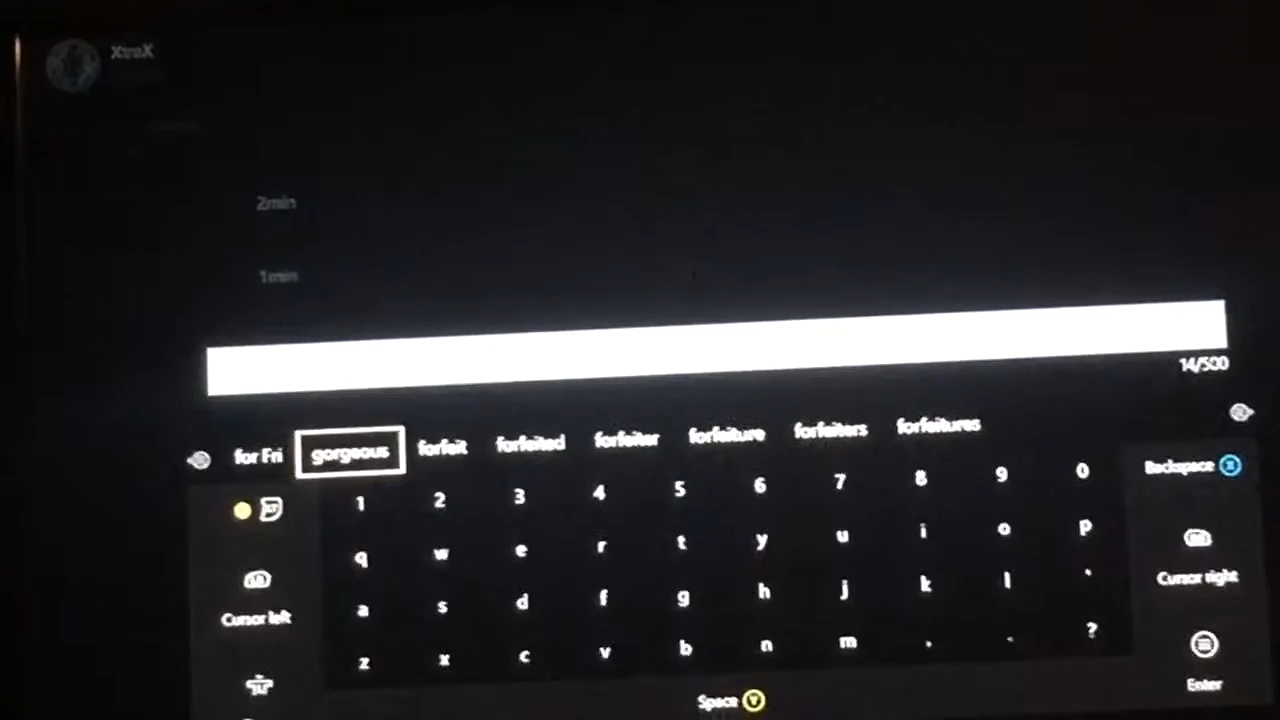 XtreX
2min
1min
14/500
for Fri gorgeous forfeit forfeited forfeiter forfeiture forfeiters forfeitures
1 2 3 4 5 6 7 8 9 0 Backspace X
q w e r t y u i o p
a s d f g h j k l '
z x c v b n m , . ?
Cursor left
Cursor right
Space Y
Enter